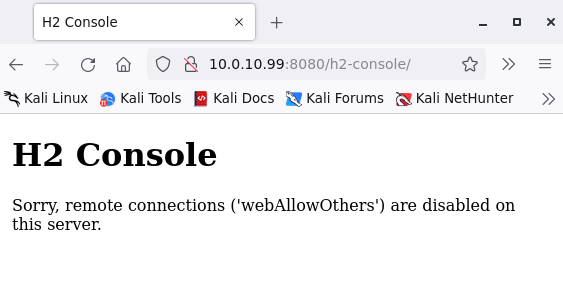 H2 Console
10.0.10.99:8080/h2-console/
Kali Linux Kali Tools Kali Docs Kali Forums Kali NetHunter
H2 Console
Sorry, remote connections ('webAllowOthers') are disabled on
this server.